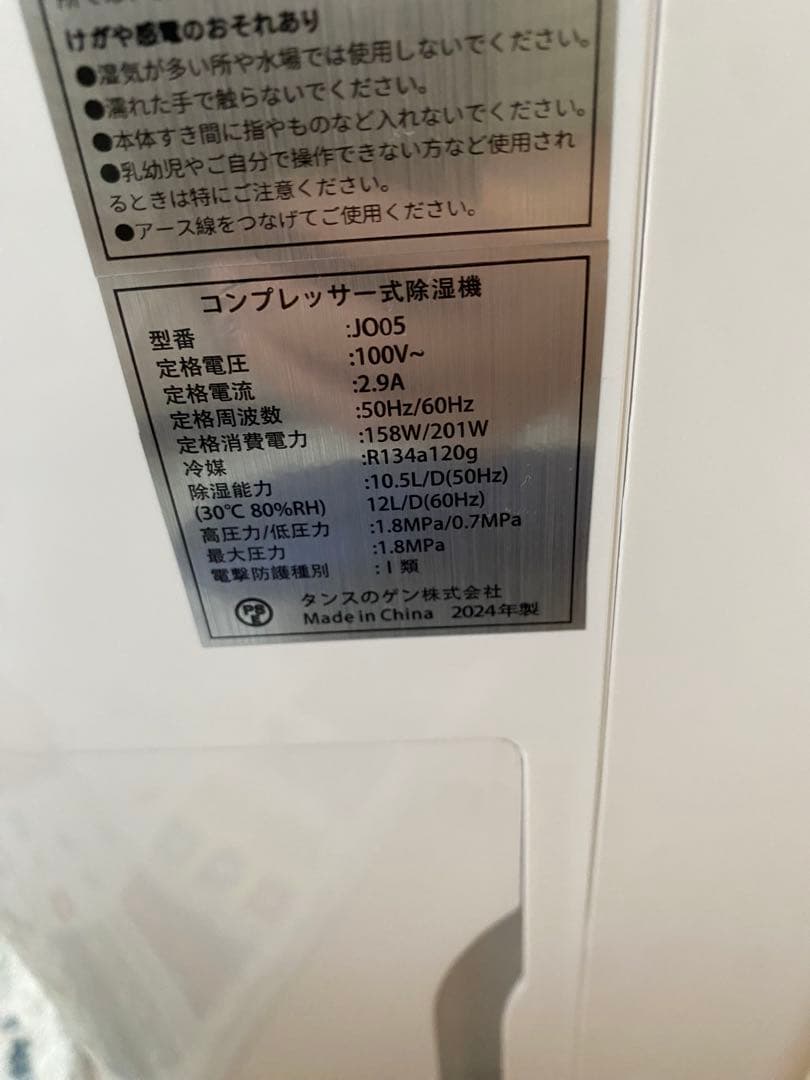 けがや感電のおそれあり
●湿気が多い所や水場では使用しないでください。
●濡れた手で触らないでください。
●本体すき間に指やものなど入れないでください。
●乳幼児やご自分で操作できない方など使用され
るときは特にご注意ください。
●アース線をつなげてご使用ください。
コンプレッサー式除湿機
型番 :JO05
定格電圧 :100V~
定格電流 :2.9A
定格周波数 :50Hz/60Hz
定格消費電力 :158W/201W
冷媒 :R134a120g
除湿能力 :10.5L/D(50Hz)
(30℃ 80%RH) 12L/D(60Hz)
高圧力/低圧力 :1.8MPa/0.7MPa
最大圧力 :1.8MPa
電撃防護種別 :I類
PS
E
タンスのゲン株式会社
Made in China 2024年製